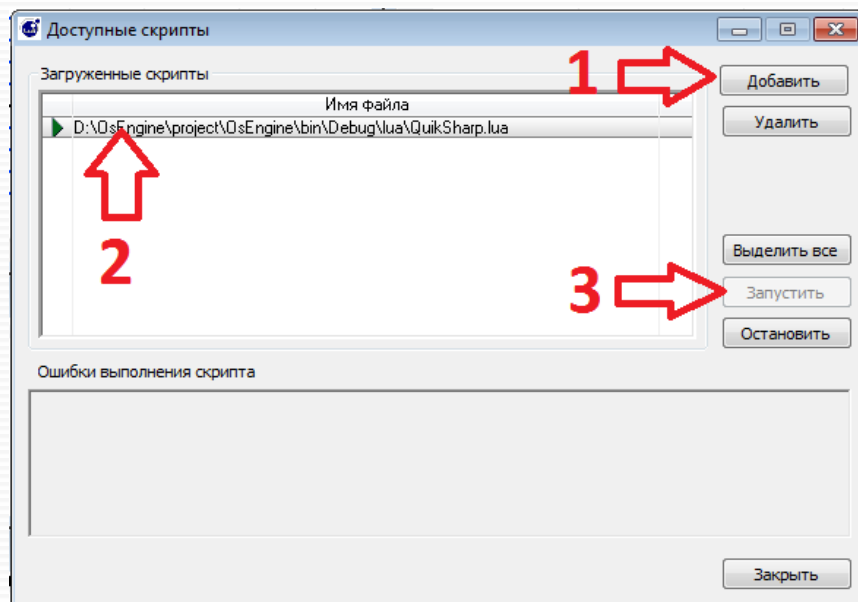 Доступные скрипты
Загруженные скрипты
1
Добавить
Имя файла
D:\OsEngine\project\OsEngine\bin\Debug\lua\QuikSharp.lua
Удалить
2
Выделить все
3
Запустить
Остановить
Ошибки выполнения скрипта
Закрыть